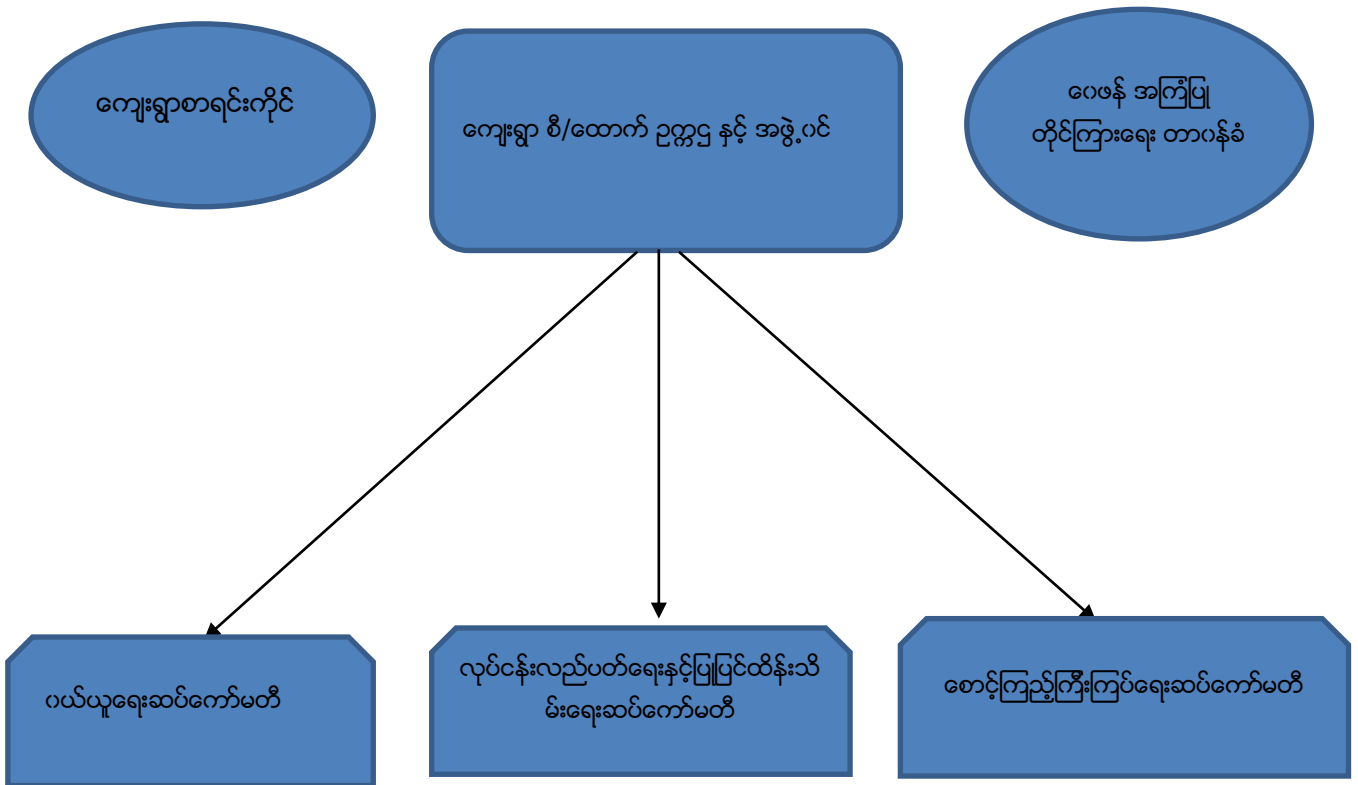 ကျေးရွာစာရင်းကိုင်
ကျေးရွာ စီ/ထောက် ဥက္ကဌ နှင့် အဖွဲ့ဝင်
ဝေဖန် အကြံပြု
တိုင်ကြားရေး တာဝန်ခံ
ဝယ်ယူရေးဆပ်ကော်မတီ
လုပ်ငန်းလည်ပတ်ရေးနှင့်ပြုပြင်ထိန်းသိ
မ်းရေးဆပ်ကော်မတီ
စောင့်ကြည့်ကြီးကြပ်ရေးဆပ်ကော်မတီ